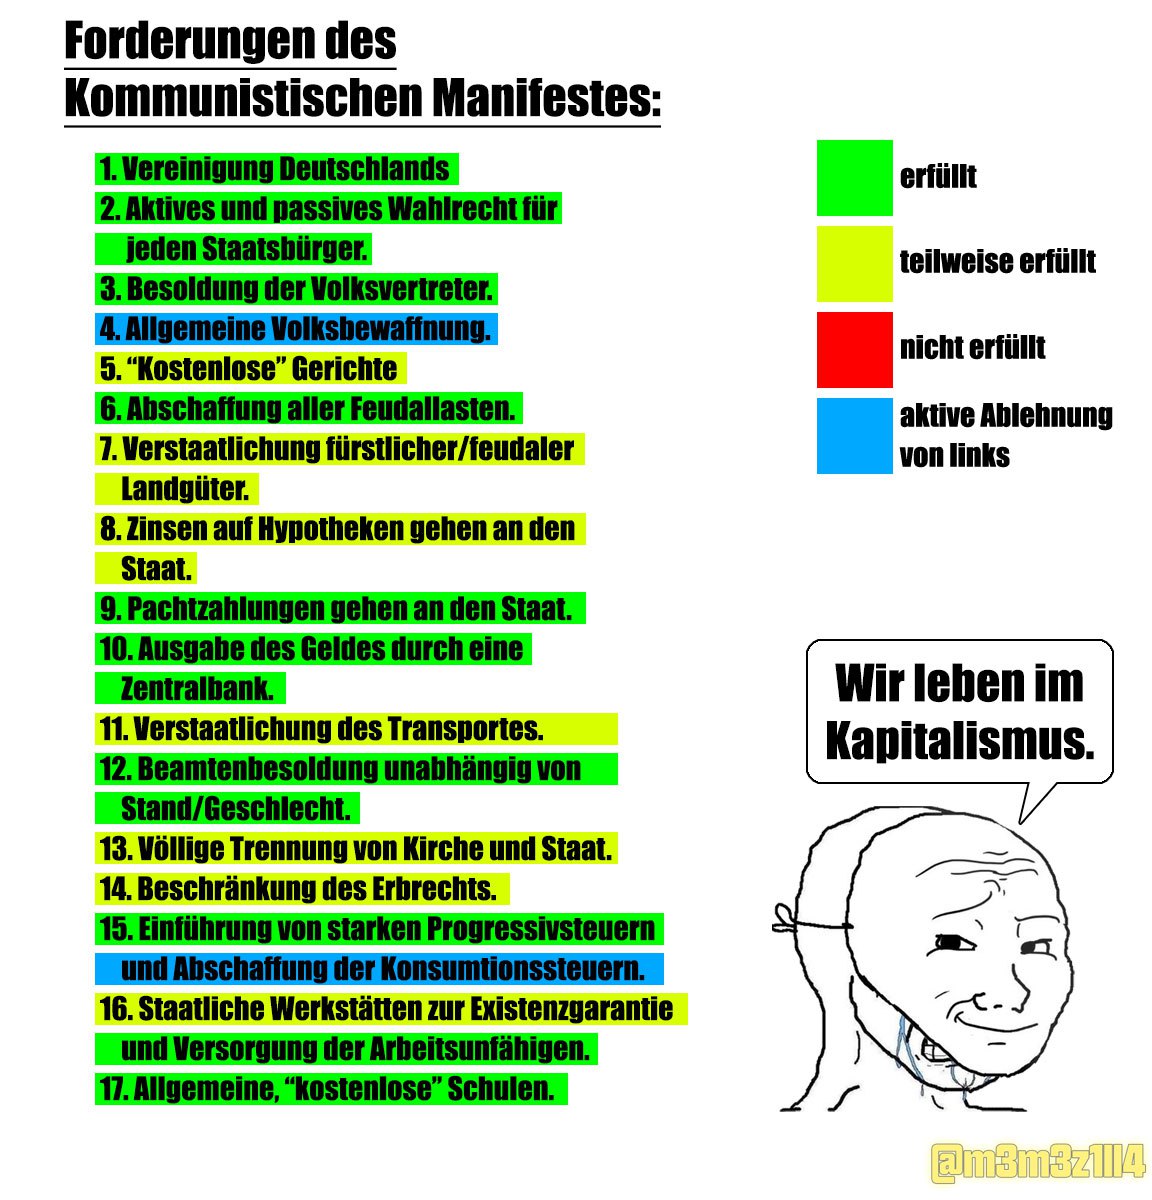 Forderungen des
Kommunistischen Manifestes:
1. Vereinigung Deutschlands
2. Aktives und passives Wahlrecht für
jeden Staatsbürger.
3. Besoldung der Volksvertreter.
4. Allgemeine Volksbewaffnung.
5. “Kostenlose” Gerichte
6. Abschaffung aller Feudallasten.
7. Verstaatlichung fürstlicher/feudaler
Landgüter.
8. Zinsen auf Hypotheken gehen an den
Staat.
9. Pachtzahlungen gehen an den Staat.
10. Ausgabe des Geldes durch eine
Zentralbank.
11. Verstaatlichung des Transportes.
12. Beamtenbesoldung unabhängig von
Stand/Geschlecht.
13. Völlige Trennung von Kirche und Staat.
14. Beschränkung des Erbrechts.
15. Einführung von starken Progressivsteuern
und Abschaffung der Konsumtionssteuern.
16. Staatliche Werkstätten zur Existenzgarantie
und Versorgung der Arbeitsunfähigen.
17. Allgemeine, “kostenlose” Schulen.
erfüllt
teilweise erfüllt
nicht erfüllt
aktive Ablehnung
von links
Wir leben im
Kapitalismus.
@m3m3z1ll4